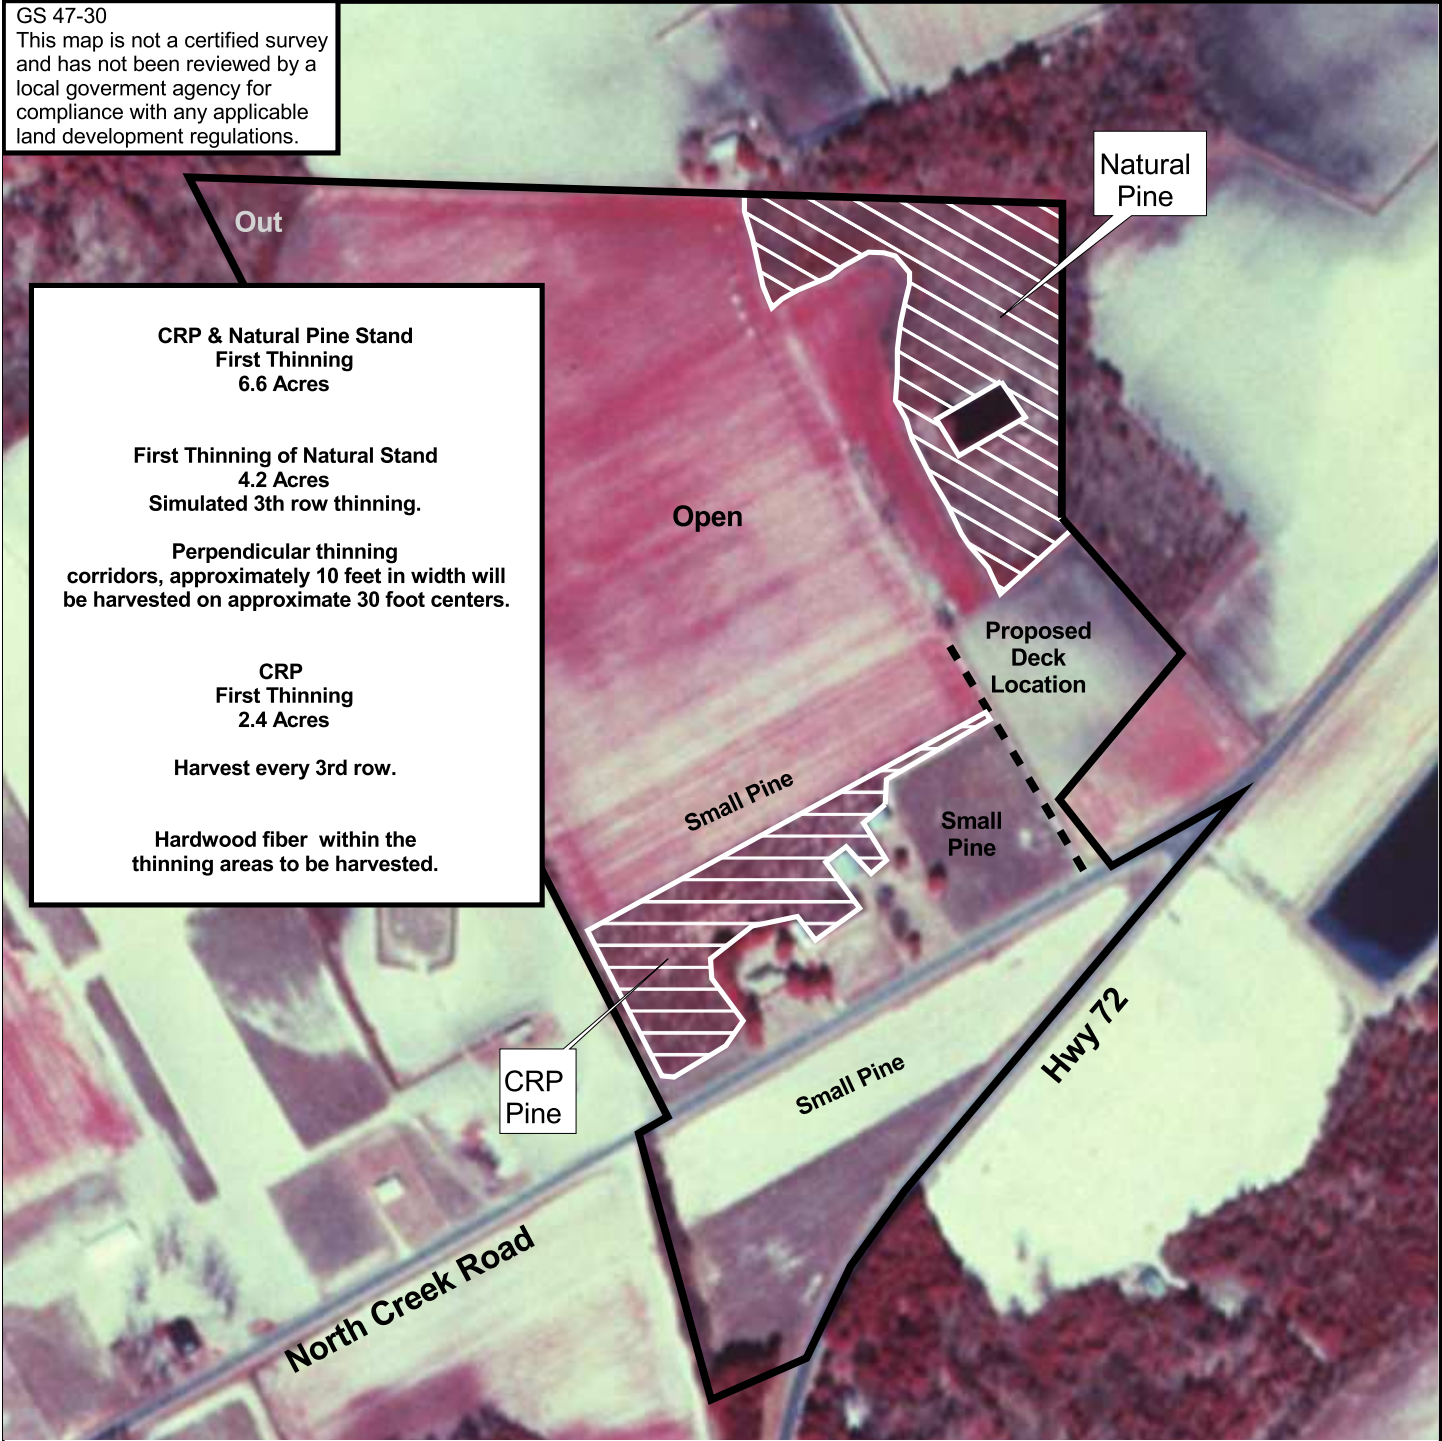 GS 47-30
This map is not a certified survey
and has not been reviewed by a
local goverment agency for
compliance with any applicable
land development regulations.
Natural
Pine
Out
CRP & Natural Pine Stand
First Thinning
6.6 Acres
First Thinning of Natural Stand
4.2 Acres
Simulated 3th row thinning.
Perpendicular thinning
corridors, approximately 10 feet in width will
be harvested on approximate 30 foot centers.
CRP
First Thinning
2.4 Acres
Harvest every 3rd row.
Hardwood fiber within the
thinning areas to be harvested.
Open
Proposed
Deck
Location
Small Pine
Small
Pine
Hwy 72
Small Pine
CRP
Pine
North Creek Road